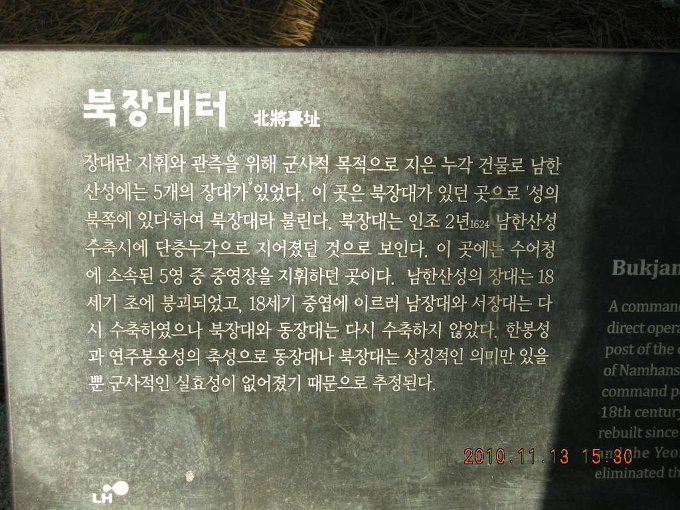 북장대터 北將臺址
장대란 지휘와 관측을 위해 군사적 목적으로 지은 누각 건물로 남한
산성에는 5개의 장대가 있었다. 이 곳은 북장대가 있던 곳으로 '성의
북쪽에 있다'하여 북장대라 불린다. 북장대는 인조 2년1624 남한산성
수축시에 단층누각으로 지어졌던 것으로 보인다. 이 곳에는 수어청
에 소속된 5영 중 중영장을 지휘하던 곳이다. 남한산성의 장대는 18
세기 초에 붕괴되었고, 18세기 중엽에 이르러 남장대와 서장대는 다
시 수축하였으나 북장대와 동장대는 다시 수축하지 않았다. 한봉성
과 연주봉옹성의 축성으로 동장대나 북장대는 상징적인 의미만 있을
뿐 군사적인 실효성이 없어졌기 때문으로 추정된다.
LH
Bukjan
A command
direct opera
post of the
of Namhans
command p
18th century
rebuilt since
and the Yeo
eliminated th
2010.11.13 15:30